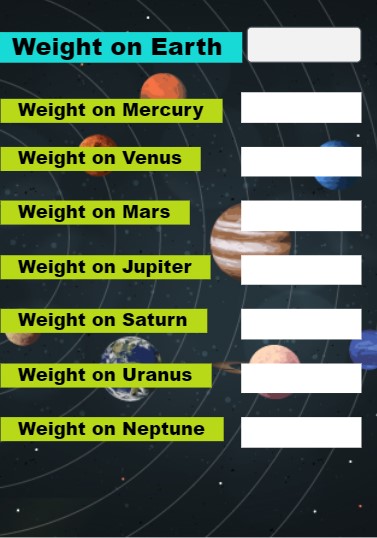 Weight on Earth
Weight on Mercury
Weight on Venus
Weight on Mars
Weight on Jupiter
Weight on Saturn
Weight on Uranus
Weight on Neptune